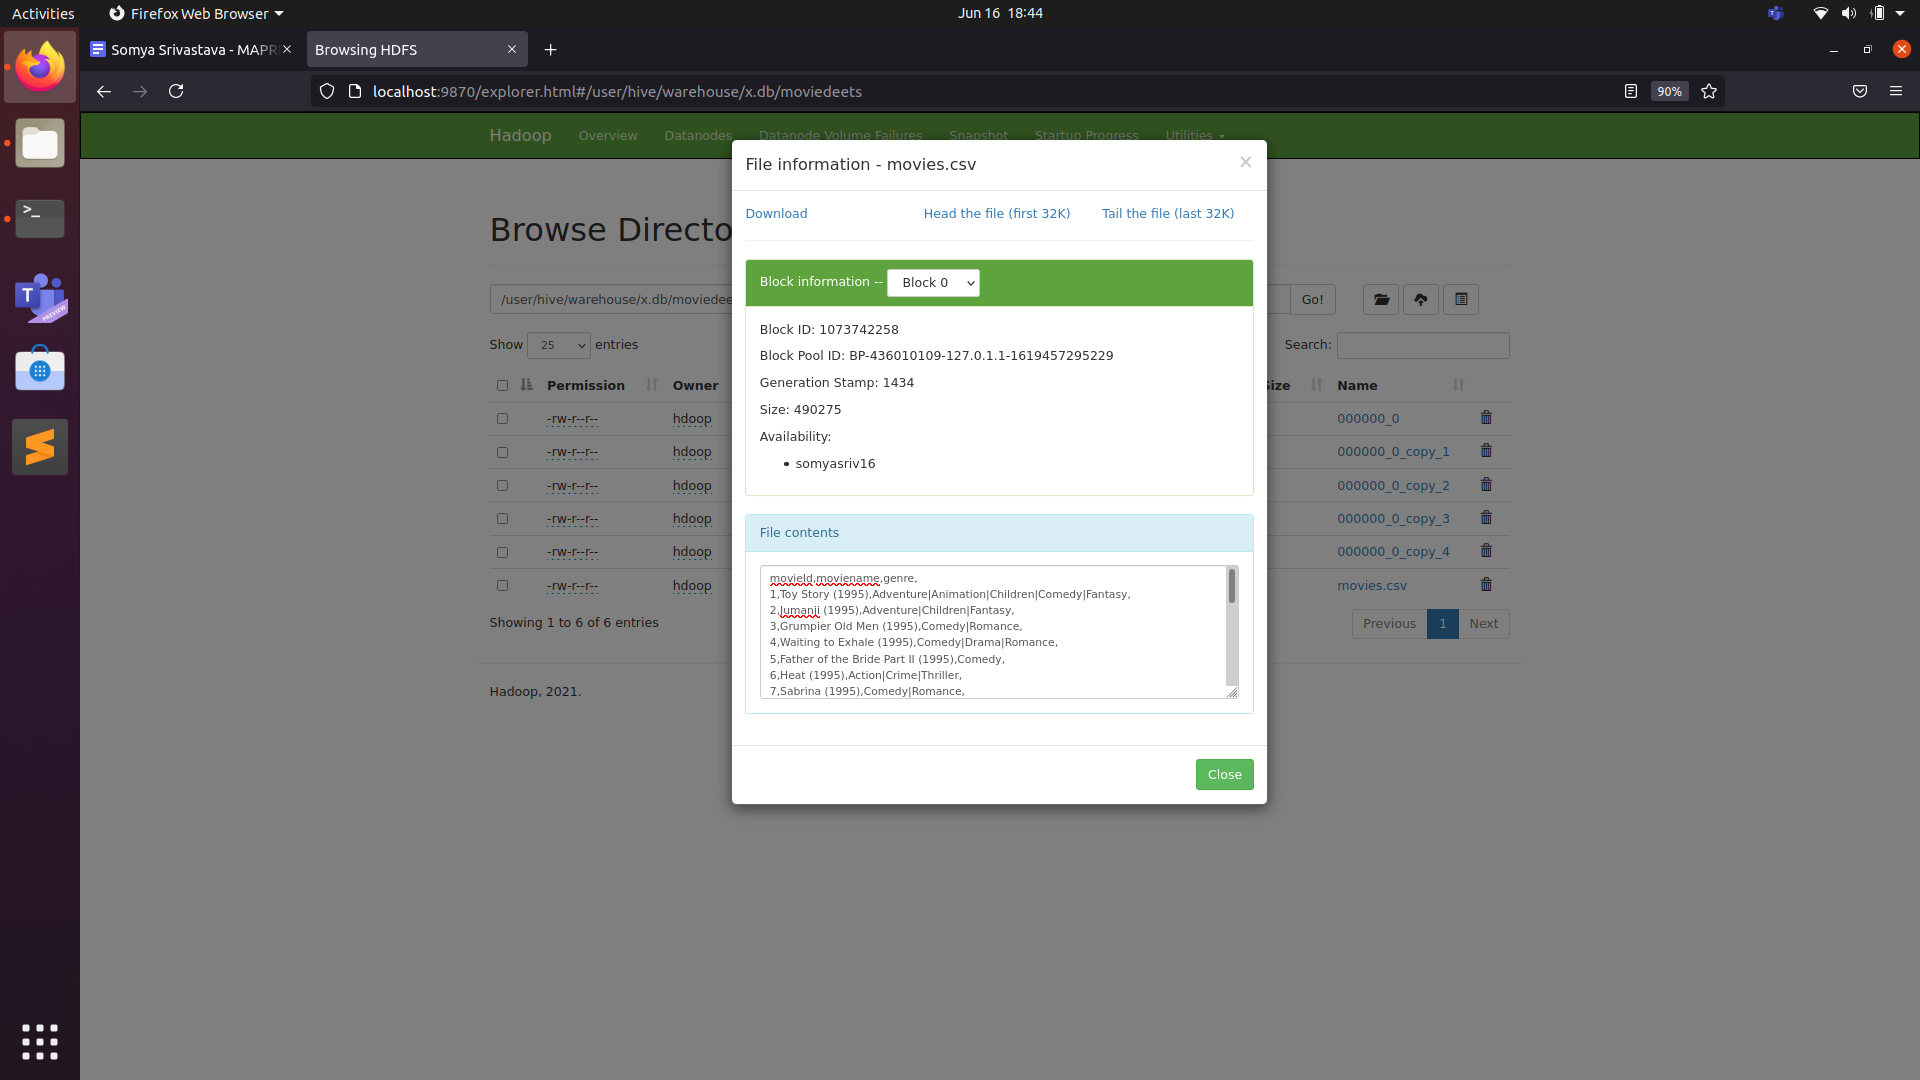 Activities
Firefox Web Browser
Jun 16 18:44
Somya Srivastava - MAPR
Browsing HDFS
localhost:9870/explorer.html#/user/hive/warehouse/x.db/moviedeets
90%
Hadoop
Overview
Datanodes
Datanode Volume Failures
Snapshot
Startup Progress
Utilities
File information - movies.csv
×
Download
Head the file (first 32K)
Tail the file (last 32K)
Browse Directo
Block information --
Block 0
/user/hive/warehouse/x.db/moviedee
Go!
Block ID: 1073742258
Block Pool ID: BP-436010109-127.0.1.1-1619457295229
Generation Stamp: 1434
Size: 490275
Availability:
somyasriv16
Show 25 entries
Search:
Permission Owner Size Name
-rw-r--r-- hdoop 000000_0
-rw-r--r-- hdoop 000000_0_copy_1
-rw-r--r-- hdoop 000000_0_copy_2
-rw-r--r-- hdoop 000000_0_copy_3
-rw-r--r-- hdoop 000000_0_copy_4
-rw-r--r-- hdoop movies.csv
File contents
movieId,moviename,genre,
1,Toy Story (1995),Adventure|Animation|Children|Comedy|Fantasy,
2,Jumanji (1995),Adventure|Children|Fantasy,
3,Grumpier Old Men (1995),Comedy|Romance,
4,Waiting to Exhale (1995),Comedy|Drama|Romance,
5,Father of the Bride Part II (1995),Comedy,
6,Heat (1995),Action|Crime|Thriller,
7,Sabrina (1995),Comedy|Romance,
Showing 1 to 6 of 6 entries
Previous 1 Next
Hadoop, 2021.
Close
T
PREVIEW